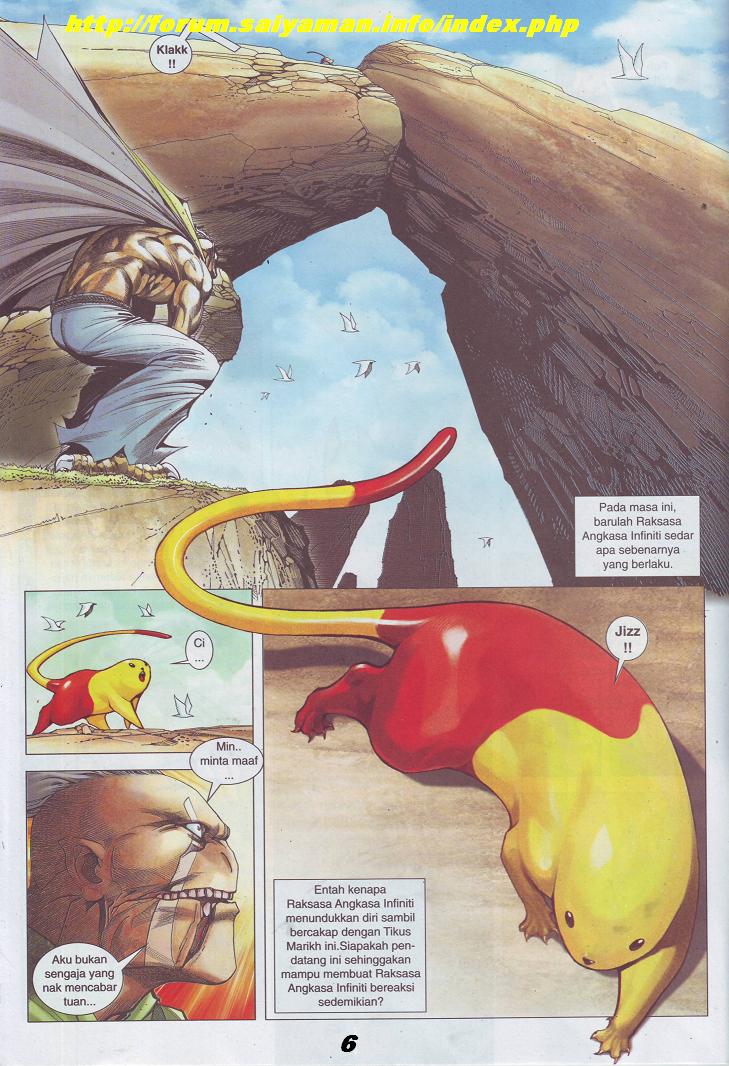 http://forum.saiyaman.info/index.php
Klakk
!!
Pada masa ini,
barulah Raksasa
Angkasa Infiniti sedar
apa sebenarnya
yang berlaku.
Ci
...
Jizz
!!
Min..
minta maaf
...
Aku bukan
sengaja yang
nak mencabar
tuan...
Entah kenapa
Raksasa Angkasa Infiniti
menundukkan diri sambil
bercakap dengan Tikus
Marikh ini.Siapakah pen-
datang ini sehinggakan
mampu membuat Raksasa
Angkasa Infiniti bereaksi
sedemikian?
6